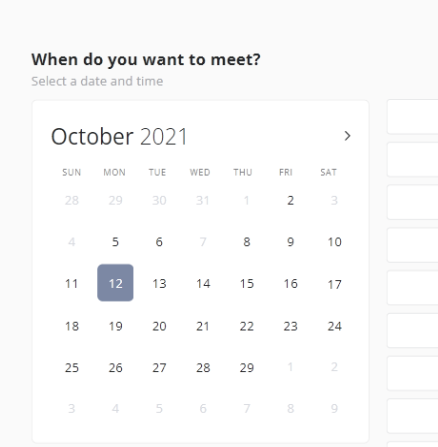 When do you want to meet?
Select a date and time
October 2021
SUN MON TUE WED THU FRI SAT
28 29 30 31 1 2 3
4 5 6 7 8 9 10
11 12 13 14 15 16 17
18 19 20 21 22 23 24
25 26 27 28 29 1 2
3 4 5 6 7 8 9